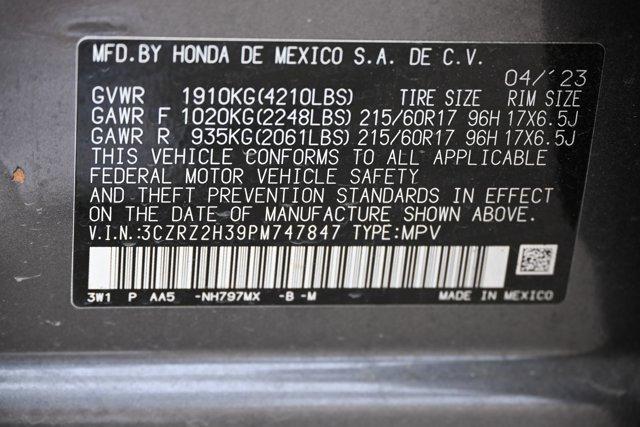 MFD.BY HONDA DE MEXICO S.A. DE C.V.
04/23
GVWR 1910KG(4210LBS) TIRE SIZE RIM SIZE
GAWR F 1020KG(2248LBS) 215/60R17 96H 17X6.5J
GAWR R 935KG(2061LBS) 215/60R17 96H 17X6.5J
THIS VEHICLE CONFORMS TO ALL APPLICABLE
FEDERAL MOTOR VEHICLE SAFETY
AND THEFT PREVENTION STANDARDS IN EFFECT
ON THE DATE OF MANUFACTURE SHOWN ABOVE.
V.I.N.:3CZRZ2H39PM747847 TYPE:MPV
3W1 P AA5 -NH797MX -B -M MADE IN MEXICO